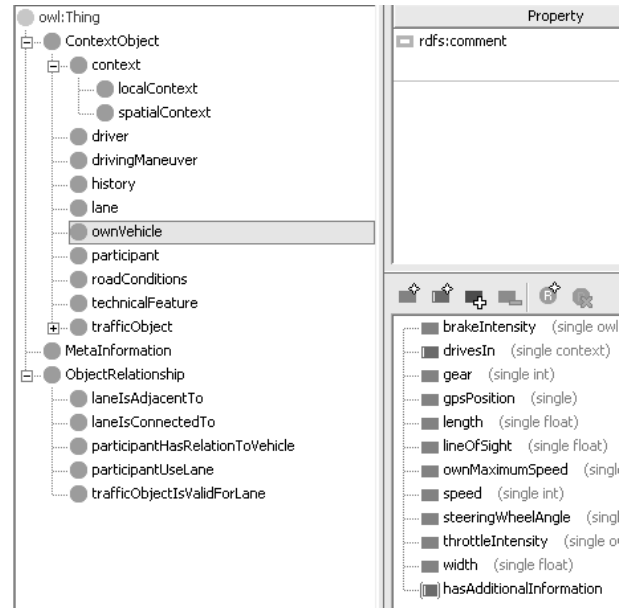 owl:Thing
ContextObject
context
localContext
spatialContext
driver
drivingManeuver
history
lane
ownVehicle
participant
roadConditions
technicalFeature
trafficObject
MetaInformation
ObjectRelationship
laneIsAdjacentTo
laneIsConnectedTo
participantHasRelationToVehicle
participantUseLane
trafficObjectIsValidForLane
Property
rdfs:comment
R
brakeIntensity (single owl
drivesIn (single context)
gear (single int)
gpsPosition (single)
length (single float)
lineOfSight (single float)
ownMaximumSpeed (single
speed (single int)
steeringWheelAngle (singl
throttleIntensity (single o
width (single float)
hasAdditionalInformation